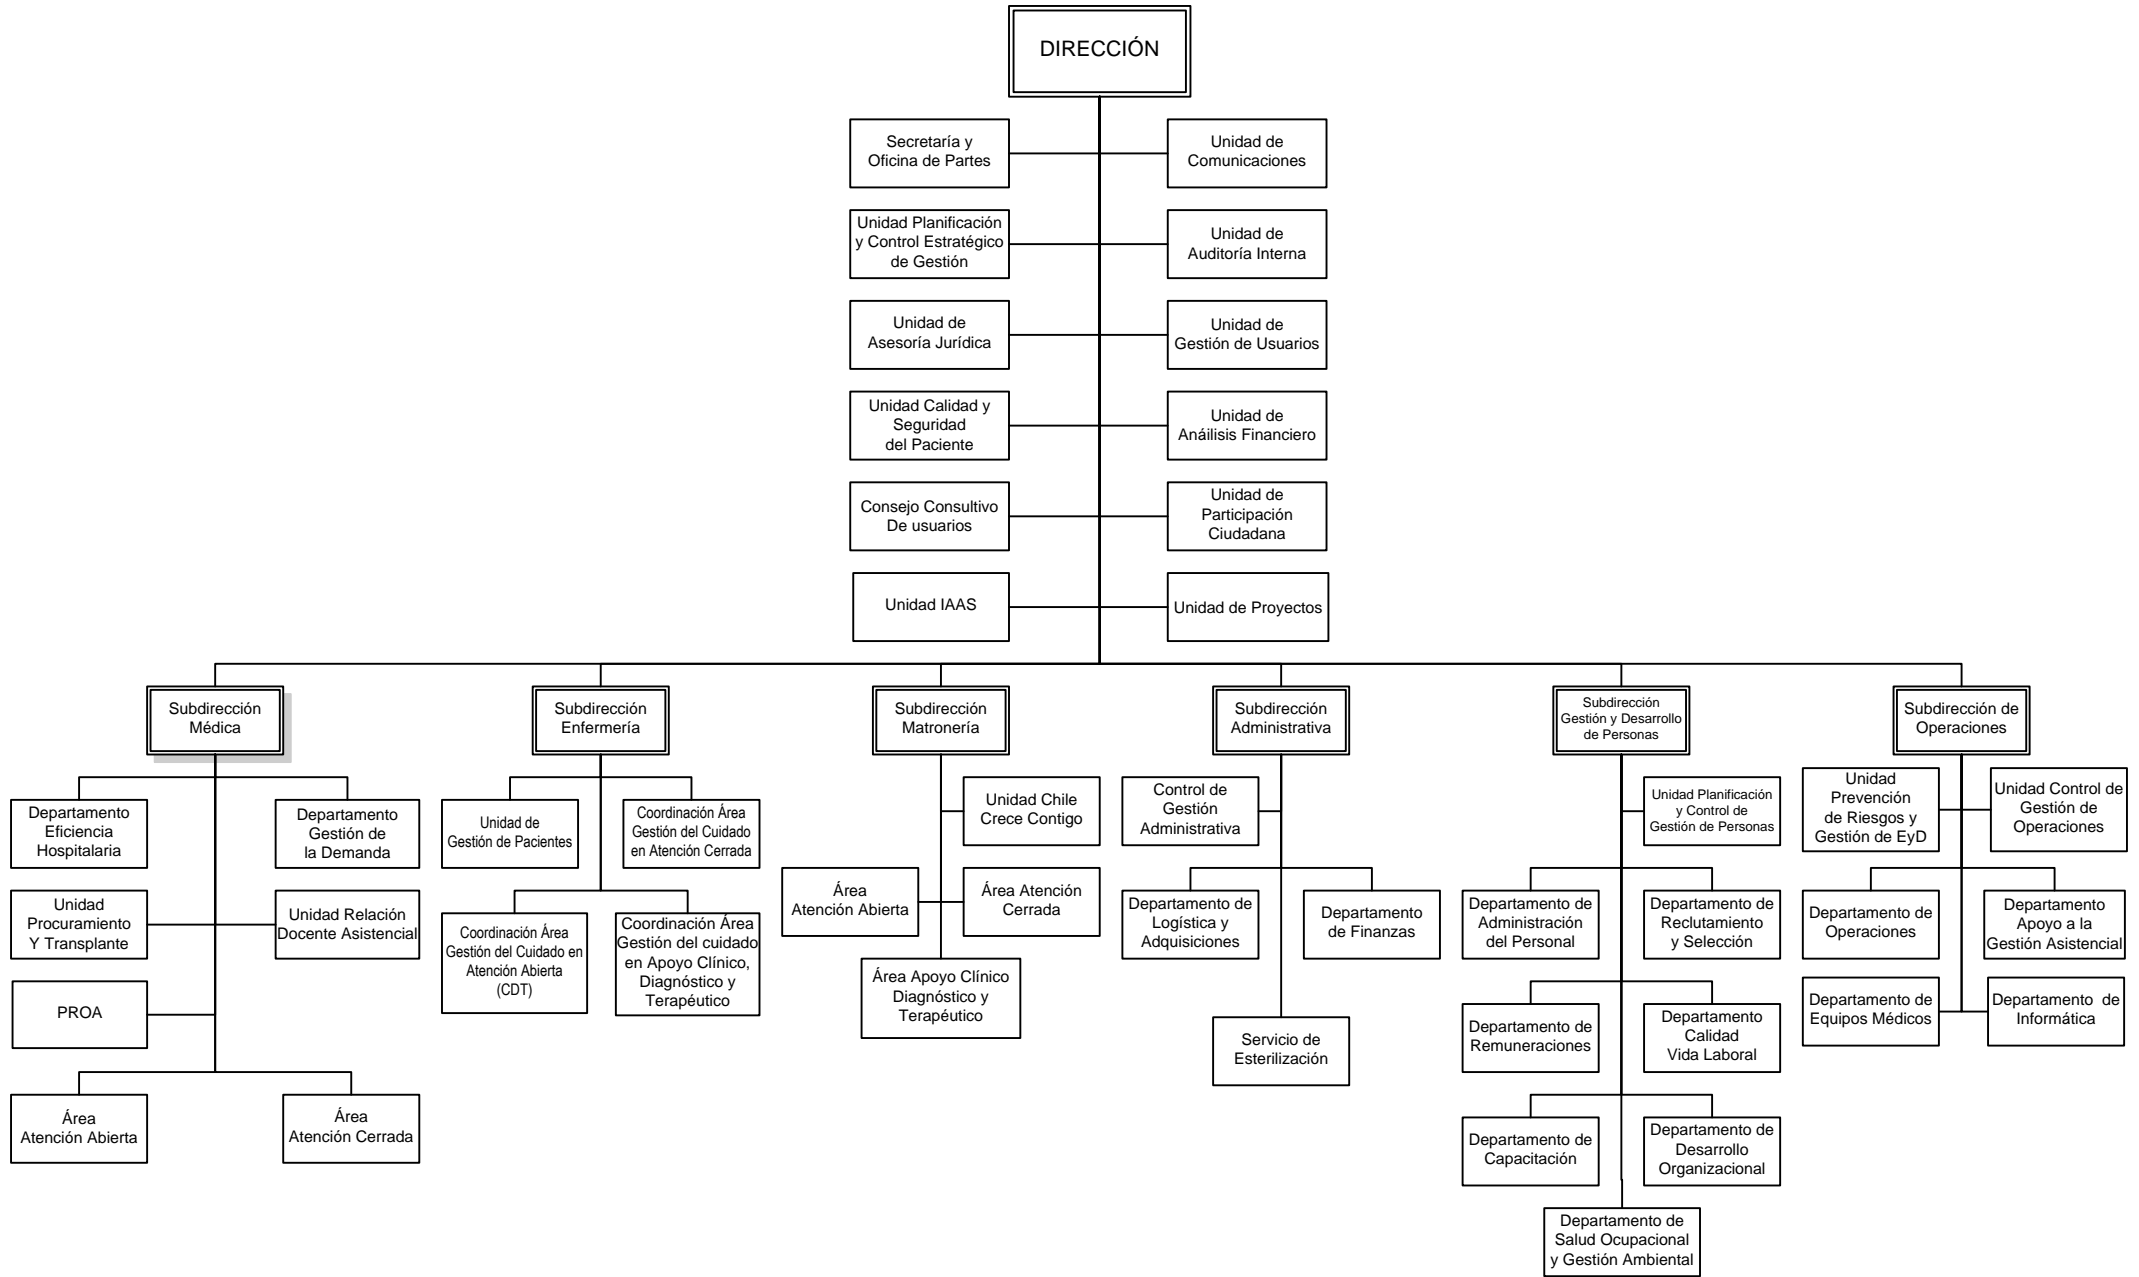 DIRECCIÓN
Secretaría y
Oficina de Partes
Unidad de
Comunicaciones
Unidad Planificación
y Control Estratégico
de Gestión
Unidad de
Auditoría Interna
Unidad de
Asesoría Jurídica
Unidad de
Gestión de Usuarios
Unidad Calidad y
Seguridad
del Paciente
Unidad de
Anáilisis Financiero
Consejo Consultivo
De usuarios
Unidad de
Participación
Ciudadana
Unidad IAAS
Unidad de Proyectos
Subdirección
Médica
Subdirección
Enfermería
Subdirección
Matronería
Subdirección
Administrativa
Subdirección
Gestión y Desarrollo
de Personas
Subdirección de
Operaciones
Departamento
Eficiencia
Hospitalaria
Departamento
Gestión de
la Demanda
Unidad
Procuramiento
Y Transplante
Unidad Relación
Docente Asistencial
PROA
Área
Atención Abierta
Área
Atención Cerrada
Unidad de
Gestión de Pacientes
Coordinación Área
Gestión del Cuidado
en Atención Cerrada
Coordinación Área
Gestión del Cuidado en
Atención Abierta
(CDT)
Coordinación Área
Gestión del cuidado
en Apoyo Clínico,
Diagnóstico y
Terapéutico
Unidad Chile
Crece Contigo
Área
Atención Abierta
Área Atención
Cerrada
Área Apoyo Clínico
Diagnóstico y
Terapéutico
Control de
Gestión
Administrativa
Departamento de
Logística y
Adquisiciones
Departamento
de Finanzas
Servicio de
Esterilización
Unidad Planificación
y Control de
Gestión de Personas
Departamento de
Administración
del Personal
Departamento de
Reclutamiento
y Selección
Departamento de
Remuneraciones
Departamento
Calidad
Vida Laboral
Departamento de
Capacitación
Departamento de
Desarrollo
Organizacional
Departamento de
Salud Ocupacional
y Gestión Ambiental
Unidad
Prevención
de Riesgos y
Gestión de EyD
Unidad Control de
Gestión de
Operaciones
Departamento de
Operaciones
Departamento
Apoyo a la
Gestión Asistencial
Departamento de
Equipos Médicos
Departamento de
Informática